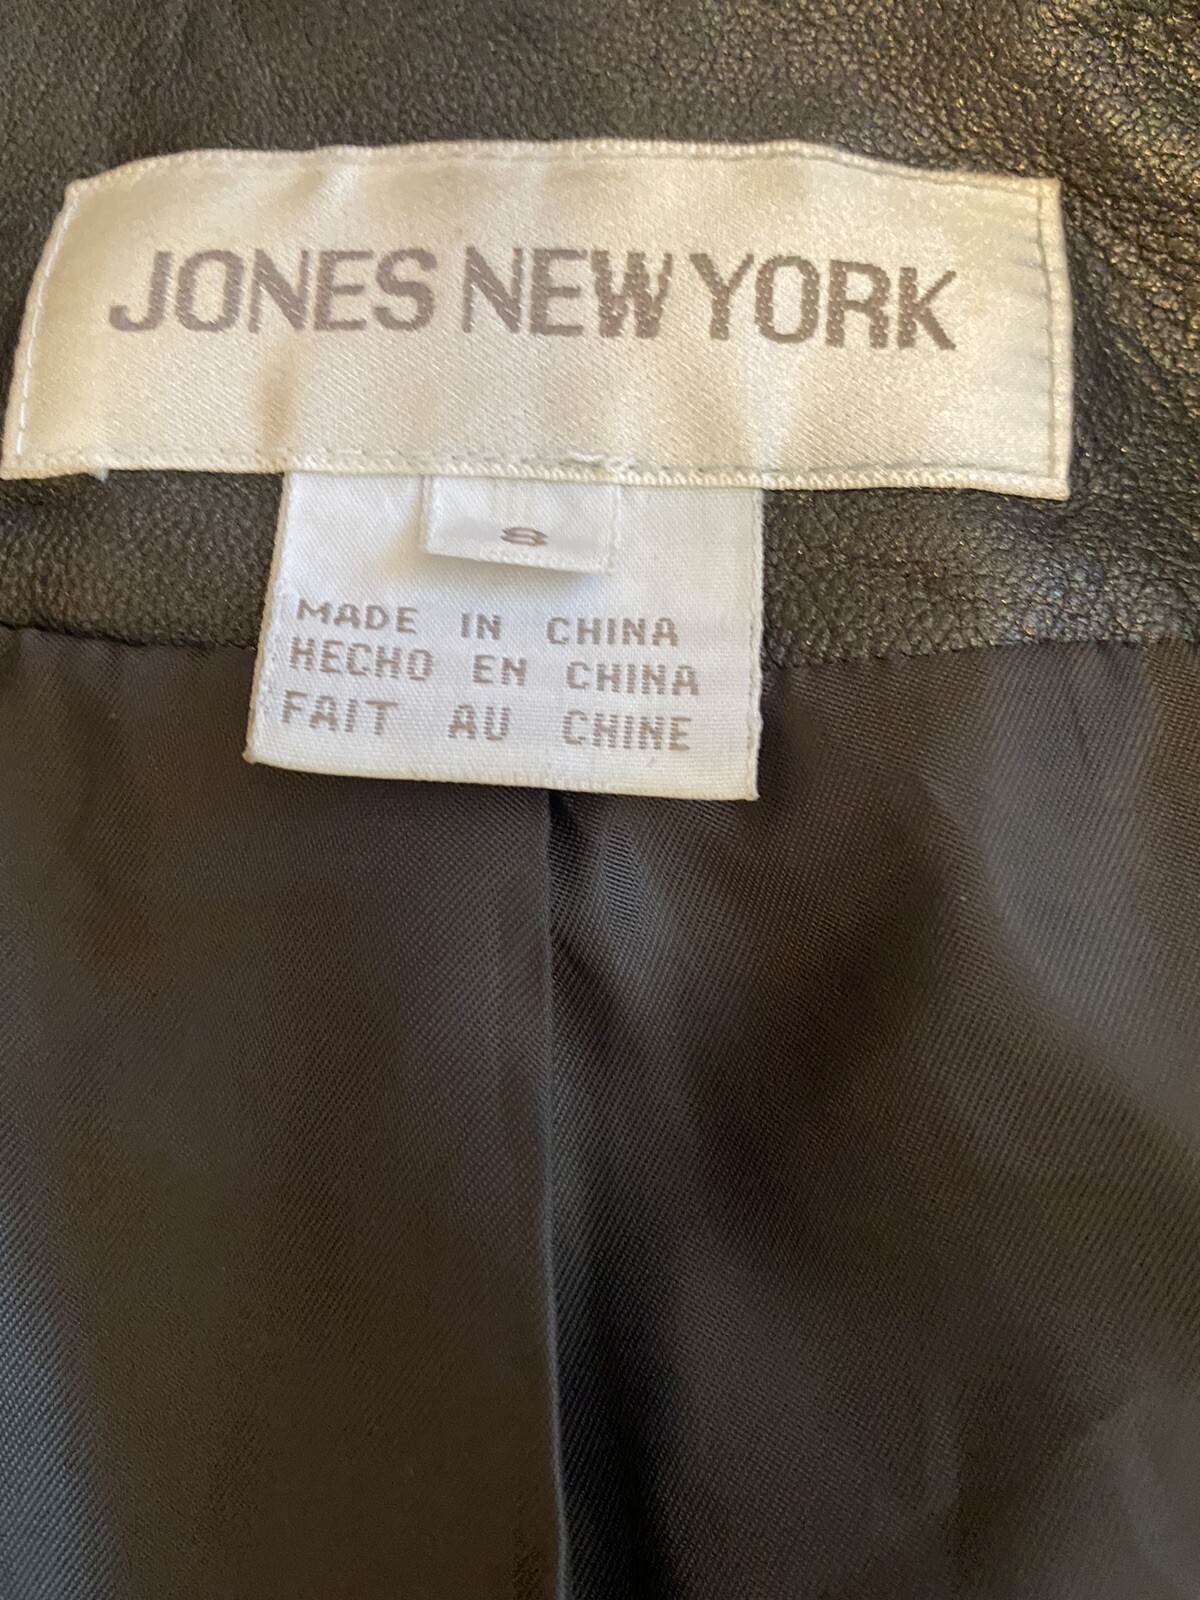 JONES NEW YORK
8
MADE IN CHINA
HECHO EN CHINA
FAIT AU CHINE